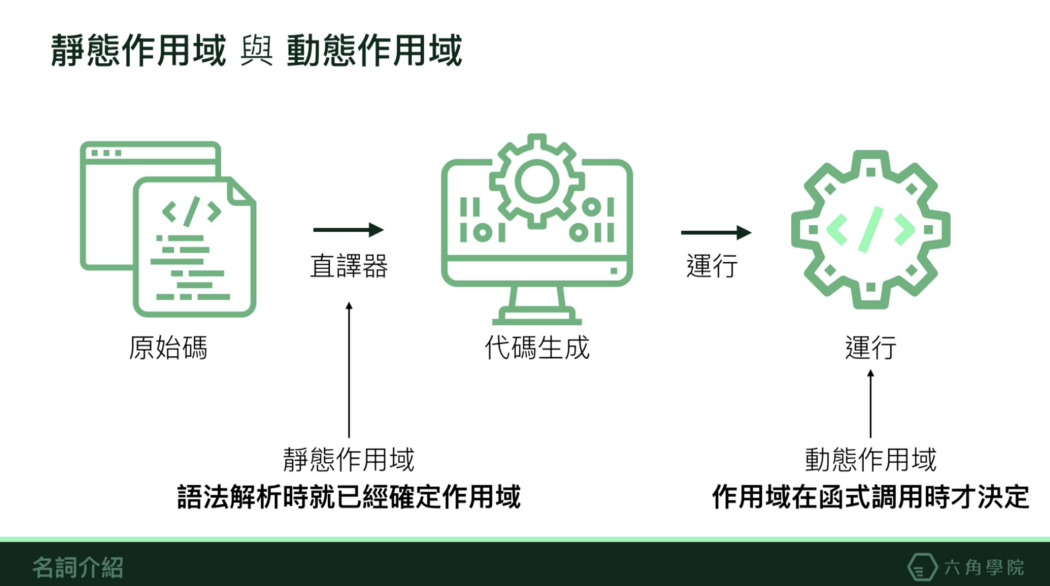 靜態作用域 與 動態作用域
直譯器
運行
原始碼
代碼生成
運行
靜態作用域
語法解析時就已經確定作用域
動態作用域
作用域在函式調用時才決定
名詞介紹
六角學院